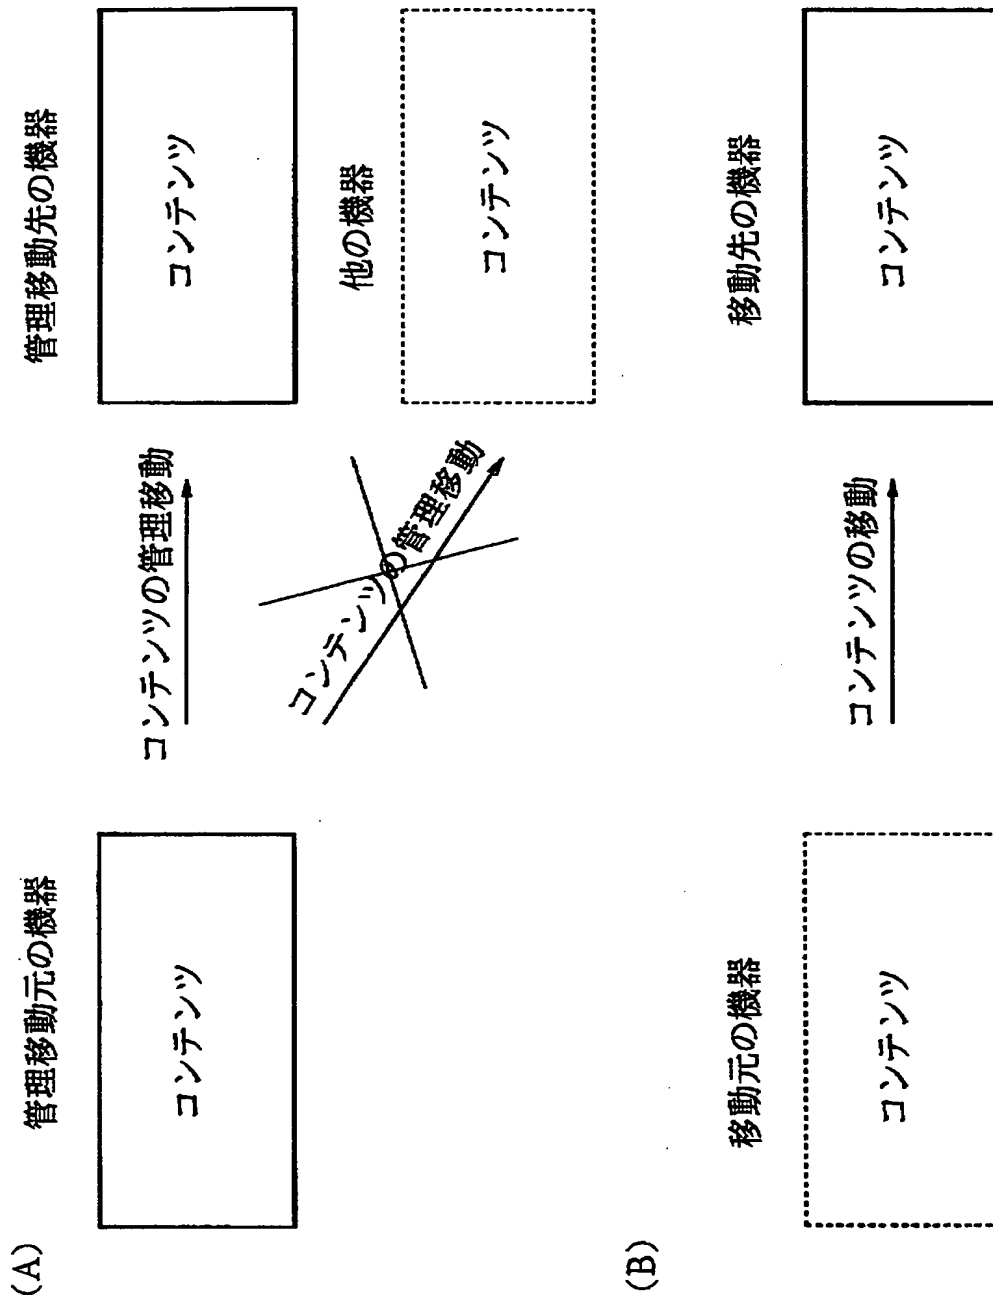 (A)
管理移動元の機器
コンテンツ
コンテンツの管理移動
管理移動先の機器
コンテンツ
コンテンツの管理移動
他の機器
コンテンツ
(B)
移動元の機器
コンテンツ
コンテンツの移動
移動先の機器
コンテンツ